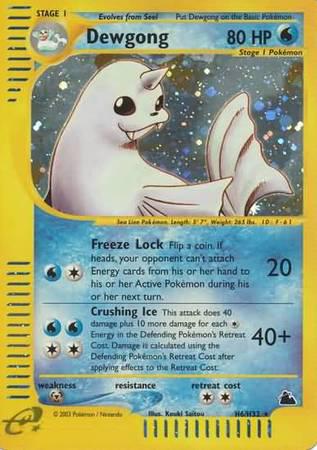 STAGE 1
Evolves from Seel
Put Dewgong on the Basic Pokémon
Dewgong
80 HP
Stage 1 Pokémon
Sea Lion Pokémon. Length: 5' 7", Weight: 265 lbs. ID: F-61
Freeze Lock Flip a coin. If
heads, your opponent can't attach
Energy cards from his or her hand to
his or her Active Pokémon during his
or her next turn.
20
Crushing Ice This attack does 40
damage plus 10 more damage for each
Energy in the Defending Pokémon's Retreat
Cost. Damage is calculated using the
Defending Pokémon's Retreat Cost after
applying effects to the Retreat Cost.
40+
weakness
resistance
retreat cost
e
© 2003 Pokémon / Nintendo
Illus. Kouki Saitou
H6/H32